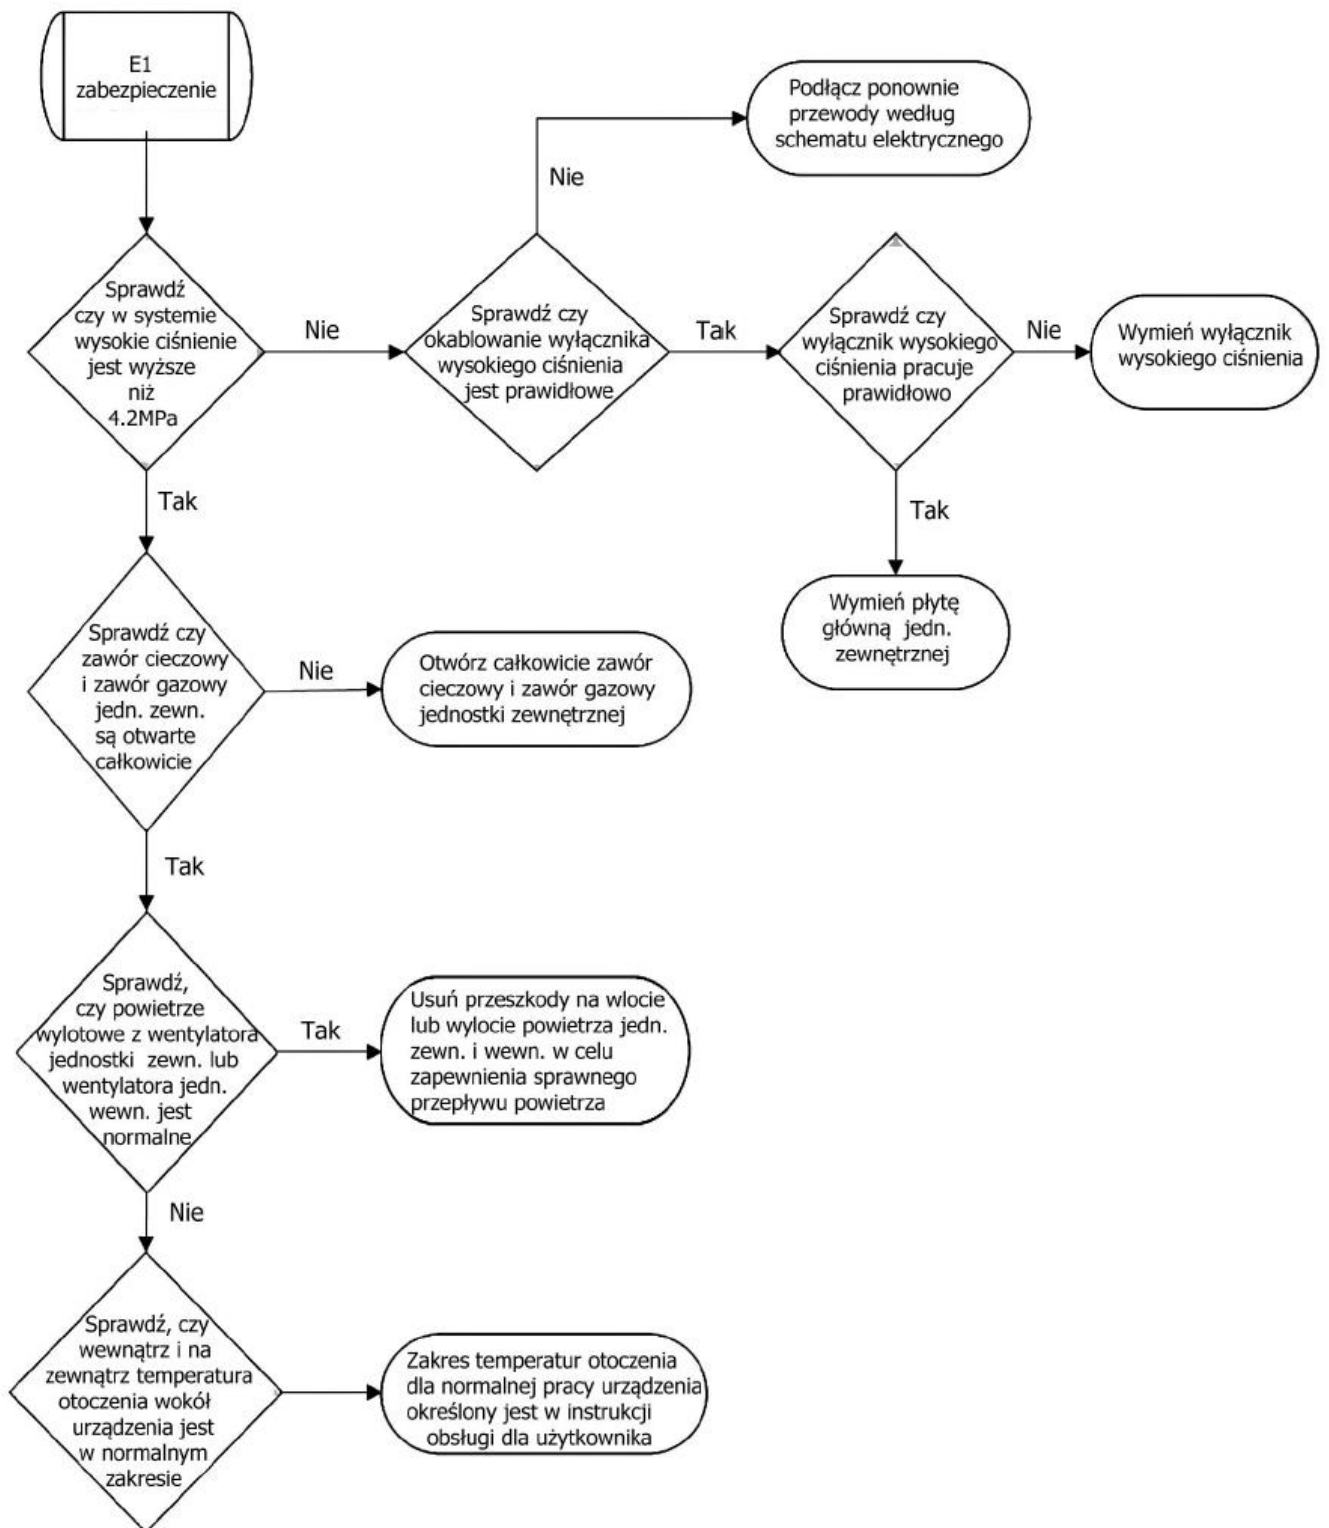 E1
zabezpieczenie
Podłącz ponownie
przewody według
schematu elektrycznego
Nie
Sprawdź
czy w systemie
wysokie ciśnienie
jest wyższe
niż
4.2MPa
Nie
Sprawdź czy
okablowanie wyłącznika
wysokiego ciśnienia
jest prawidłowe
Tak
Sprawdź czy
wyłącznik wysokiego
ciśnienia pracuje
prawidłowo
Nie
Wymień wyłącznik
wysokiego ciśnienia
Tak
Tak
Wymień płytę
główną jedn.
zewnętrznej
Sprawdź czy
zawór cieczowy
i zawór gazowy
jedn. zewn.
są otwarte
całkowicie
Nie
Otwórz całkowicie zawór
cieczowy i zawór gazowy
jednostki zewnętrznej
Tak
Sprawdź,
czy powietrze
wylotowe z wentylatora
jednostki zewn. lub
wentylatora jedn.
wewn. jest
normalne
Tak
Usuń przeszkody na wlocie
lub wylocie powietrza jedn.
zewn. i wewn. w celu
zapewnienia sprawnego
przepływu powietrza
Nie
Sprawdź, czy
wewnątrz i na
zewnątrz temperatura
otoczenia wokół
urządzenia jest
w normalnym
zakresie
Zakres temperatur otoczenia
dla normalnej pracy urządzenia
określony jest w instrukcji
obsługi dla użytkownika